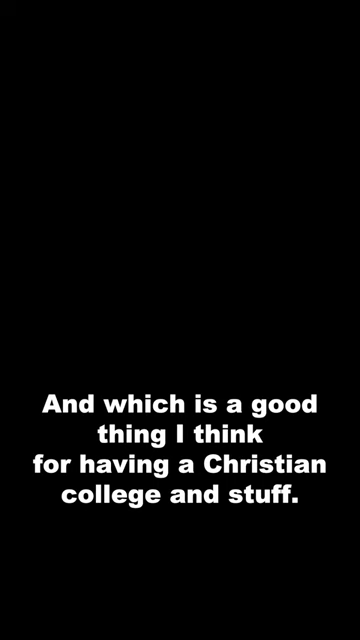 And which is a good
thing I think
for having a Christian
college and stuff.